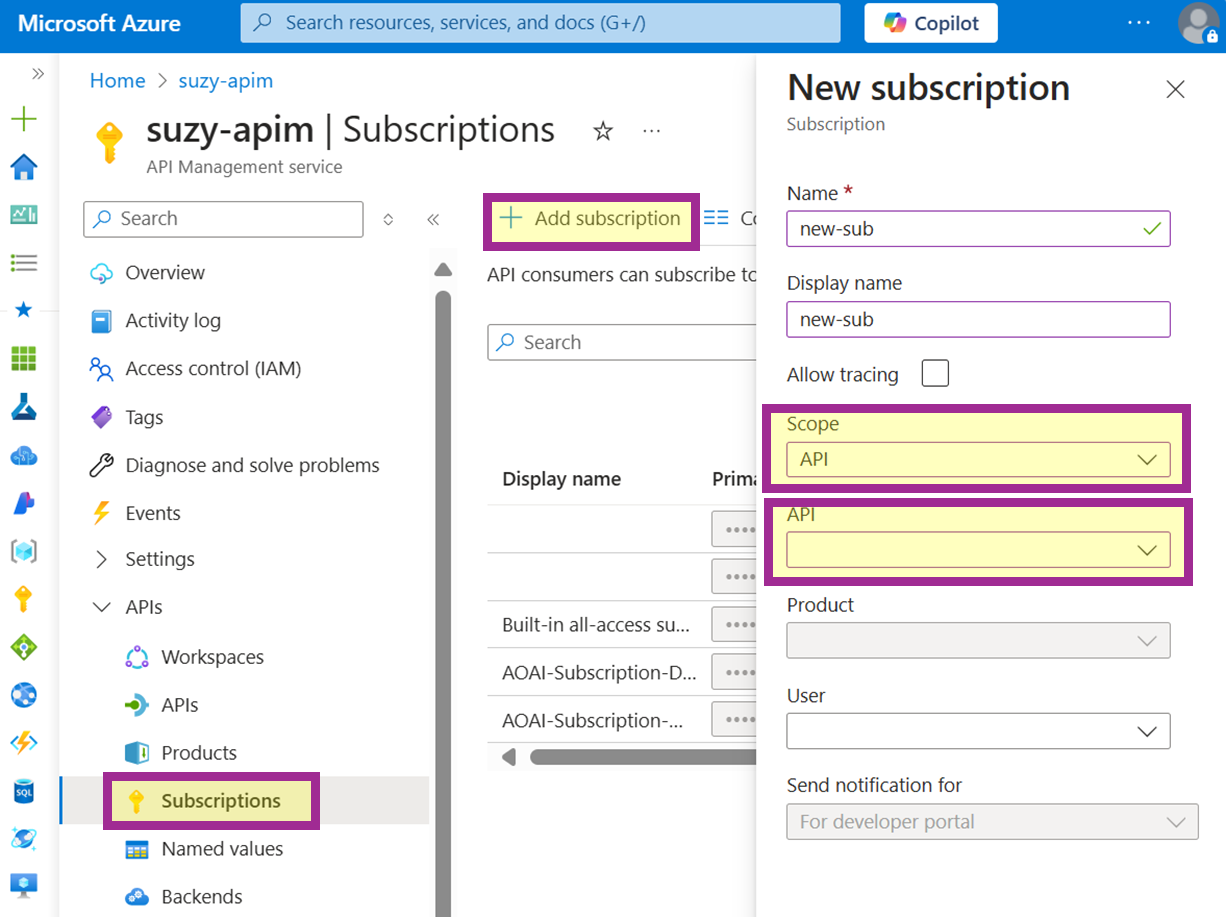 Microsoft Azure
Search resources, services, and docs (G+/)
Copilot
Home > suzy-apim
suzy-apim | Subscriptions
API Management service
Search
Overview
Activity log
Access control (IAM)
Tags
Diagnose and solve problems
Events
Settings
APIs
Workspaces
APIs
Products
Subscriptions
Named values
Backends
SQL
Add subscription
API consumers can subscribe to
Search
Display name
Built-in all-access su...
AOAI-Subscription-D...
AOAI-Subscription-...
New subscription
Subscription
Name *
new-sub
Display name
new-sub
Allow tracing
Scope
API
API
Product
User
Send notification for
For developer portal